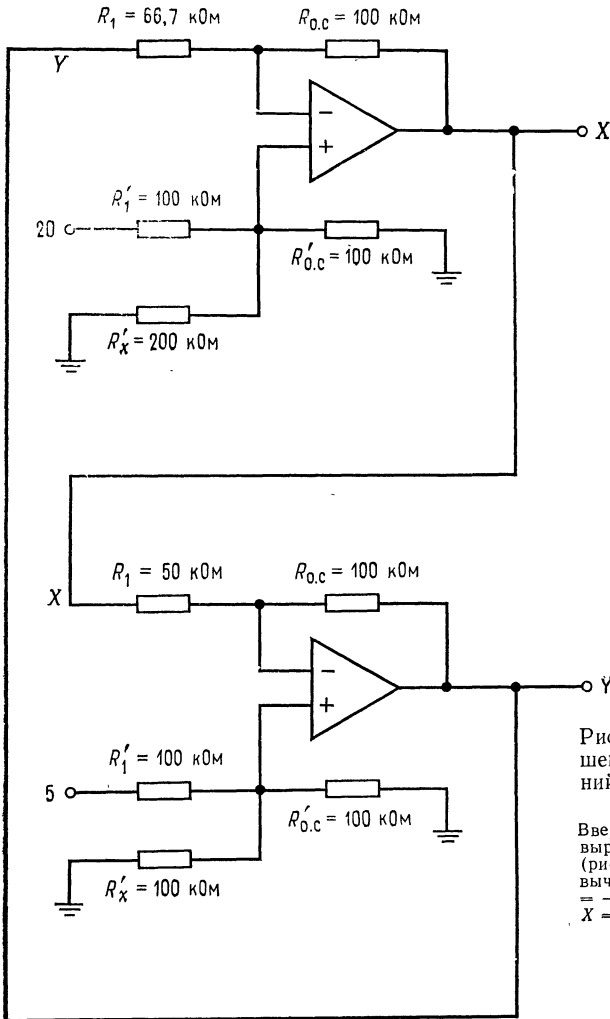 R₁ = 66,7 кОм
Rо.с = 100 кОм
Y
−
+
X
R′₁ = 100 кОм
20
R′о.с = 100 кОм
R′x = 200 кОм
R₁ = 50 кОм
Rо.с = 100 кОм
X
−
+
Y
R′₁ = 100 кОм
5
R′о.с = 100 кОм
R′x = 100 кОм
Рис
шен
ний
Вве
выр
(рис
выч
= −
X =